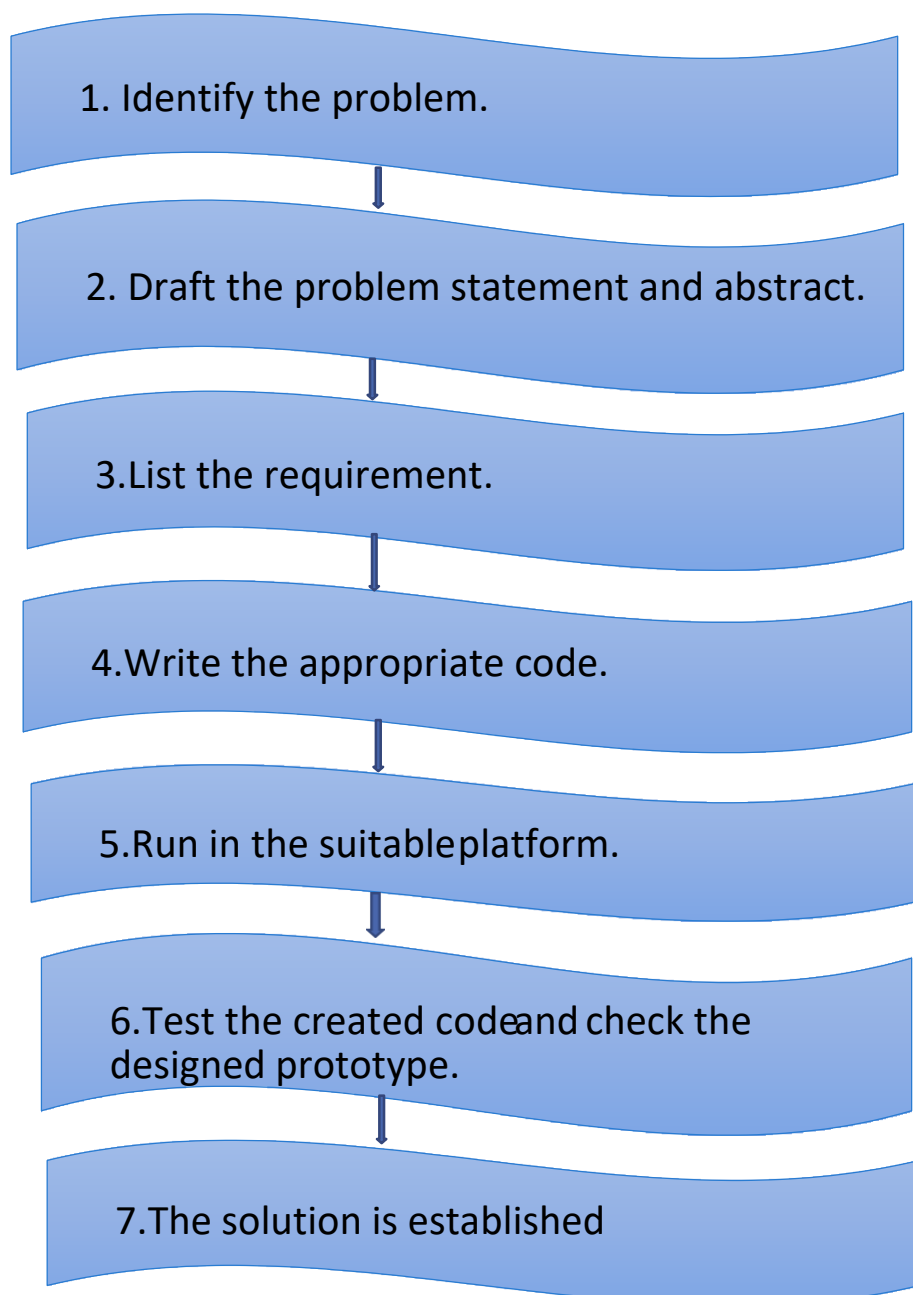 1. Identify the problem.
2. Draft the problem statement and abstract.
3.List the requirement.
4.Write the appropriate code.
5.Run in the suitableplatform.
6.Test the created codeand check the
designed prototype.
7.The solution is established